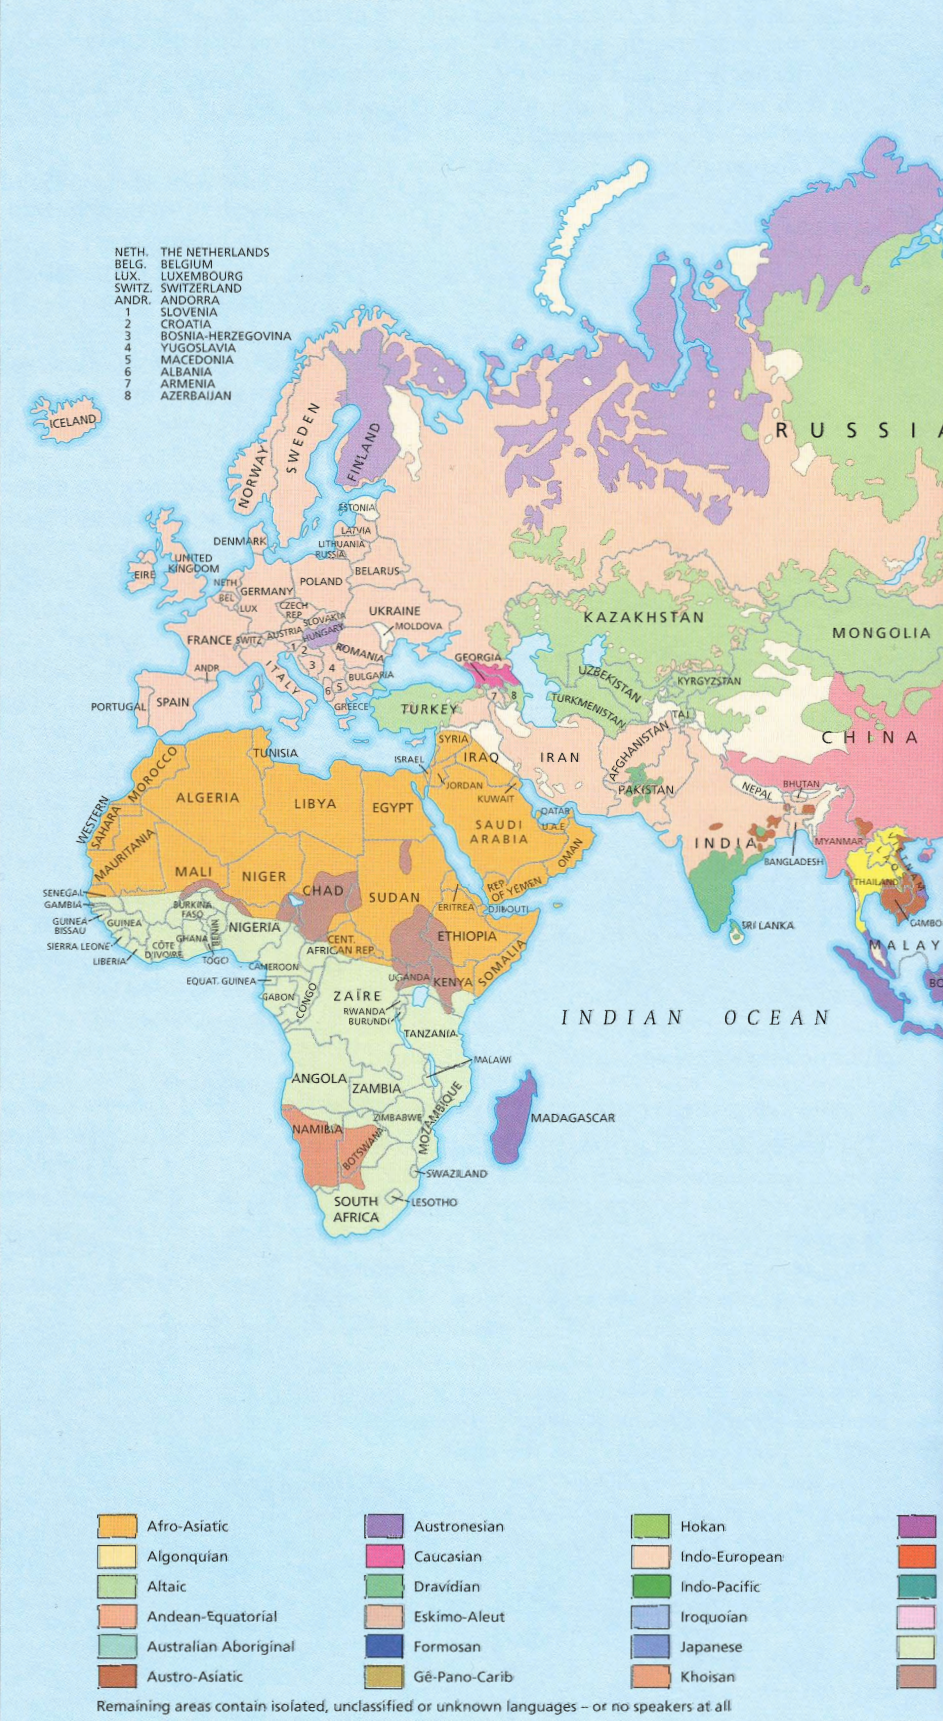 NETH. THE NETHERLANDS
BELG. BELGIUM
LUX. LUXEMBOURG
SWITZ. SWITZERLAND
ANDR. ANDORRA
1 SLOVENIA
2 CROATIA
3 BOSNIA-HERZEGOVINA
4 YUGOSLAVIA
5 MACEDONIA
6 ALBANIA
7 ARMENIA
8 AZERBAIJAN
ICELAND
NORWAY
SWEDEN
FINLAND
RUSSIA
ESTONIA
LATVIA
LITHUANIA
RUSSIA
DENMARK
UNITED
KINGDOM
EIRE
NETH
BEL
LUX
GERMANY
POLAND
BELARUS
CZECH
REP
SLOVAKIA
UKRAINE
MOLDOVA
FRANCE
SWITZ
AUSTRIA
HUNGARY
ROMANIA
1
2
3
4
5
6
BULGARIA
ANDR
ITALY
GREECE
PORTUGAL
SPAIN
GEORGIA
7
8
KAZAKHSTAN
MONGOLIA
UZBEKISTAN
KYRGYZSTAN
TURKMENISTAN
TAJ
TURKEY
CHINA
SYRIA
IRAQ
IRAN
AFGHANISTAN
ISRAEL
JORDAN
KUWAIT
PAKISTAN
NEPAL
BHUTAN
QATAR
U.A.E
SAUDI
ARABIA
OMAN
REP
OF YEMEN
INDIA
BANGLADESH
MYANMAR
THAILAND
SRI LANKA
MOROCCO
TUNISIA
ALGERIA
LIBYA
EGYPT
WESTERN
SAHARA
MAURITANIA
MALI
NIGER
CHAD
SUDAN
ERITREA
DJIBOUTI
SENEGAL
GAMBIA
GUINEA
BISSAU
GUINEA
SIERRA LEONE
LIBERIA
BURKINA
FASO
CÔTE
D'IVOIRE
GHANA
TOGO
BENIN
NIGERIA
CENT.
AFRICAN REP
ETHIOPIA
SOMALIA
CAMEROON
EQUAT. GUINEA
GABON
CONGO
ZAÏRE
UGANDA
KENYA
RWANDA
BURUNDI
TANZANIA
MALAWI
ANGOLA
ZAMBIA
MOZAMBIQUE
ZIMBABWE
NAMIBIA
BOTSWANA
SWAZILAND
LESOTHO
SOUTH
AFRICA
MADAGASCAR
INDIAN OCEAN
Afro-Asiatic
Algonquian
Altaic
Andean-Equatorial
Australian Aboriginal
Austro-Asiatic
Austronesian
Caucasian
Dravidian
Eskimo-Aleut
Formosan
Gê-Pano-Carib
Hokan
Indo-European
Indo-Pacific
Iroquoian
Japanese
Khoisan
Remaining areas contain isolated, unclassified or unknown languages – or no speakers at all